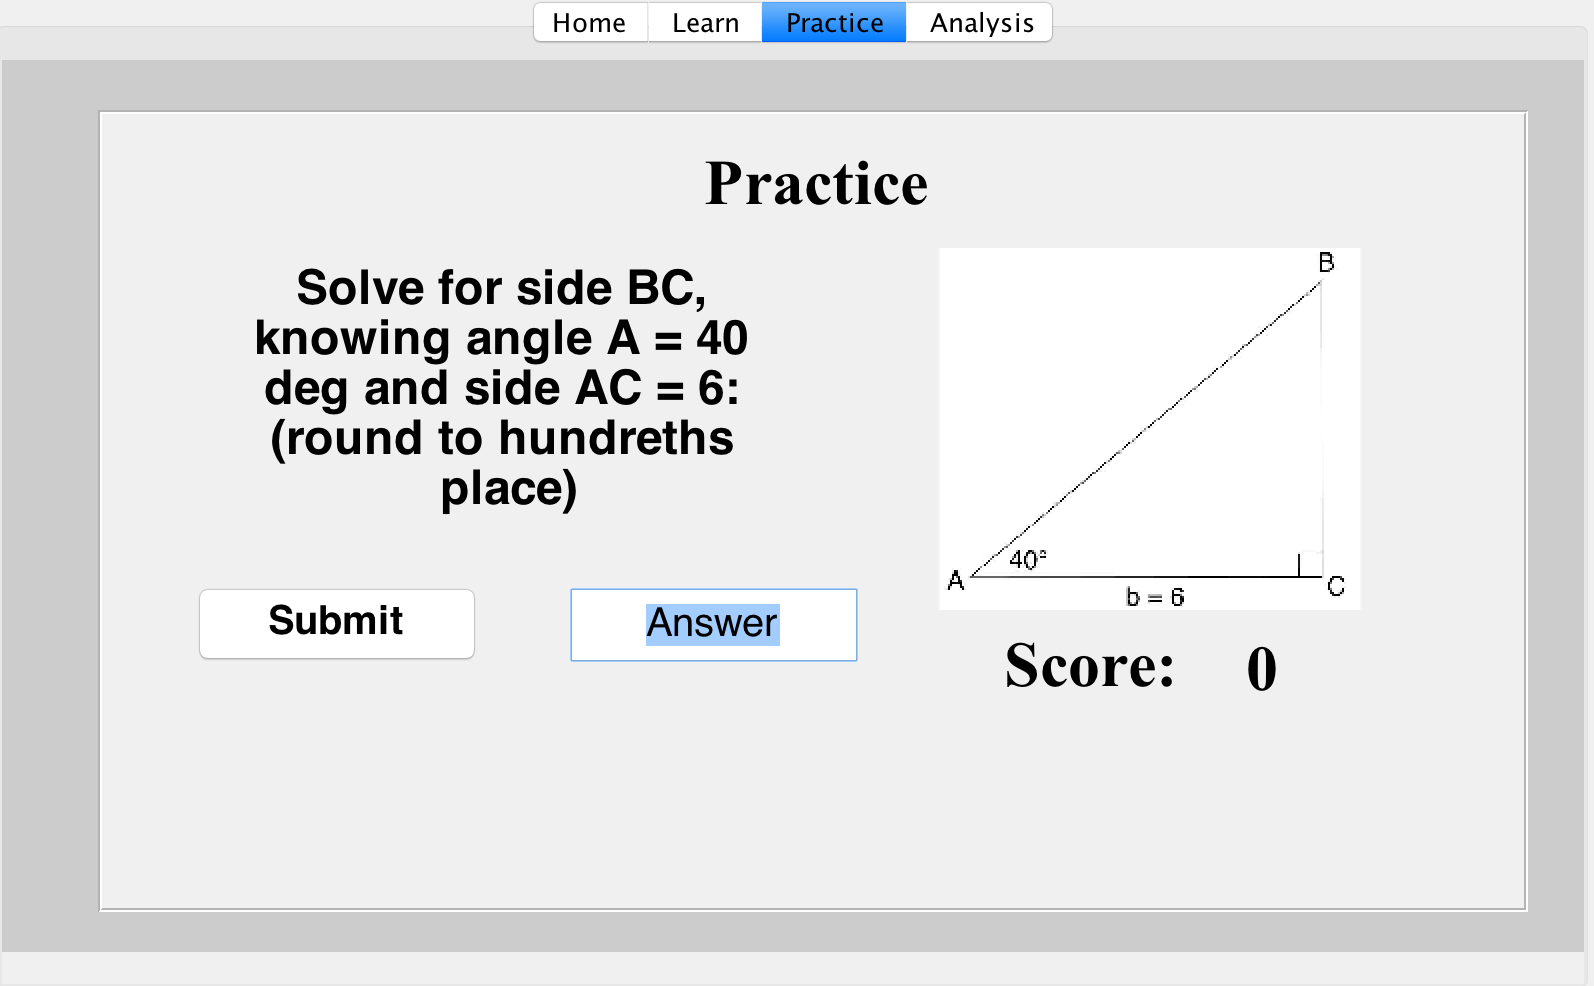 Home Learn Practice Analysis
Practice
Solve for side BC,
knowing angle A = 40
deg and side AC = 6:
(round to hundreths
place)
B
40°
A
C
b = 6
Submit
Answer
Score: 0